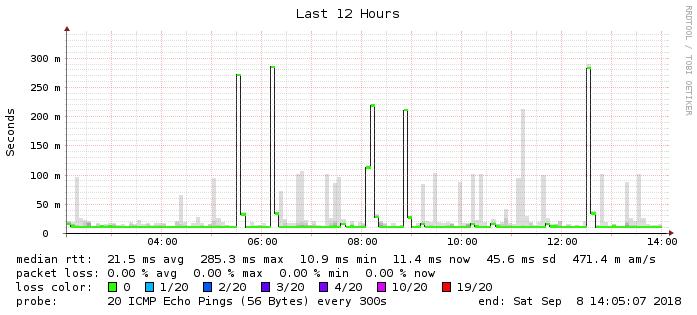 Last 12 Hours
RRDTOOL / TOBI OETIKER
Seconds
300 m
250 m
200 m
150 m
100 m
50 m
0
04:00 06:00 08:00 10:00 12:00 14:00
median rtt: 21.5 ms avg 285.3 ms max 10.9 ms min 11.4 ms now 45.6 ms sd 471.4 m am/s
packet loss: 0.00 % avg 0.00 % max 0.00 % min 0.00 % now
loss color: 0 1/20 2/20 3/20 4/20 10/20 19/20
probe: 20 ICMP Echo Pings (56 Bytes) every 300s end: Sat Sep 8 14:05:07 2018